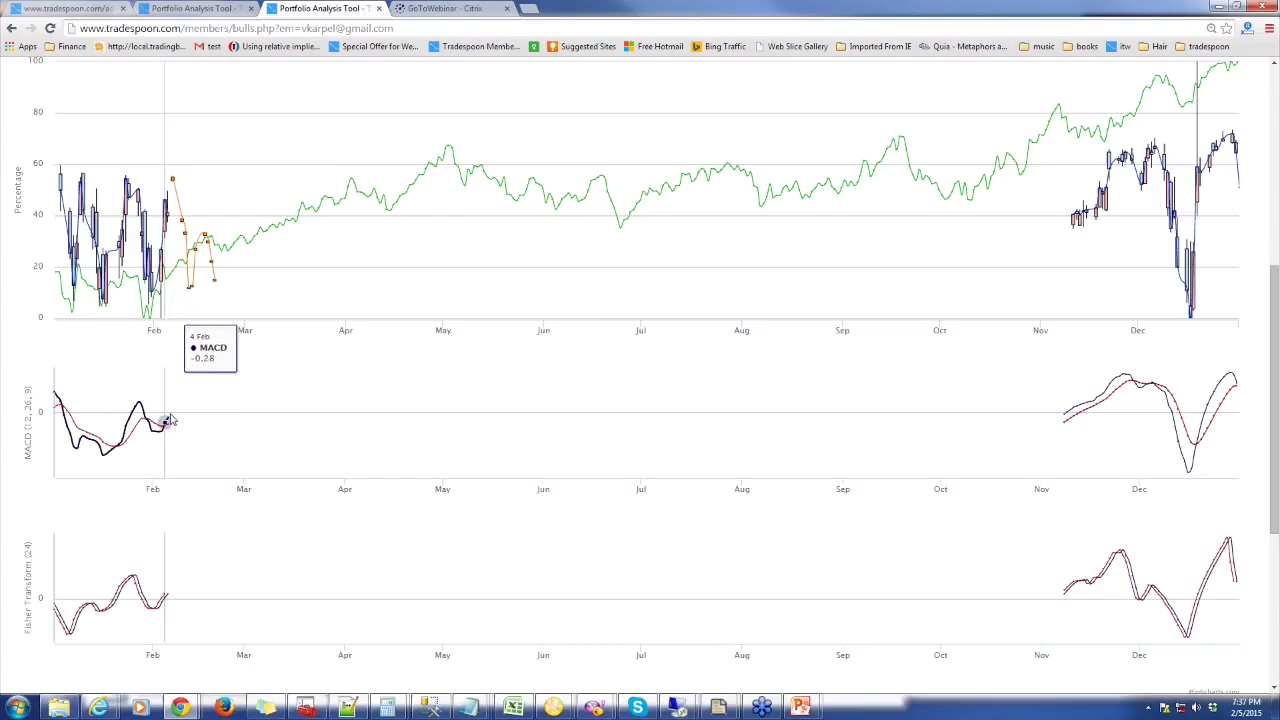 www.tradespoon.com/ac
Portfolio Analysis Tool -
Portfolio Analysis Tool - T
GoToWebinar - Citrix
www.tradespoon.com/members/bulls.php?em=vkarpel@gmail.com
Apps
Finance
http://local.tradingb...
test
Using relative implie...
Special Offer for We...
Tradespoon Membe...
Suggested Sites
Free Hotmail
Bing Traffic
Web Slice Gallery
Imported From IE
Quia - Metaphors a...
music
books
itw
Hair
tradespoon
100
80
60
40
20
0
Percentage
Feb
Mar
Apr
May
Jun
Jul
Aug
Sep
Oct
Nov
Dec
4 Feb
MACD
-0.28
MACD (12, 26, 9)
0
Feb
Mar
Apr
May
Jun
Jul
Aug
Sep
Oct
Nov
Dec
Fisher Transform (24)
0
Feb
Mar
Apr
May
Jun
Jul
Aug
Sep
Oct
Nov
Dec
Highcharts.com
7:37 PM
2/5/2015